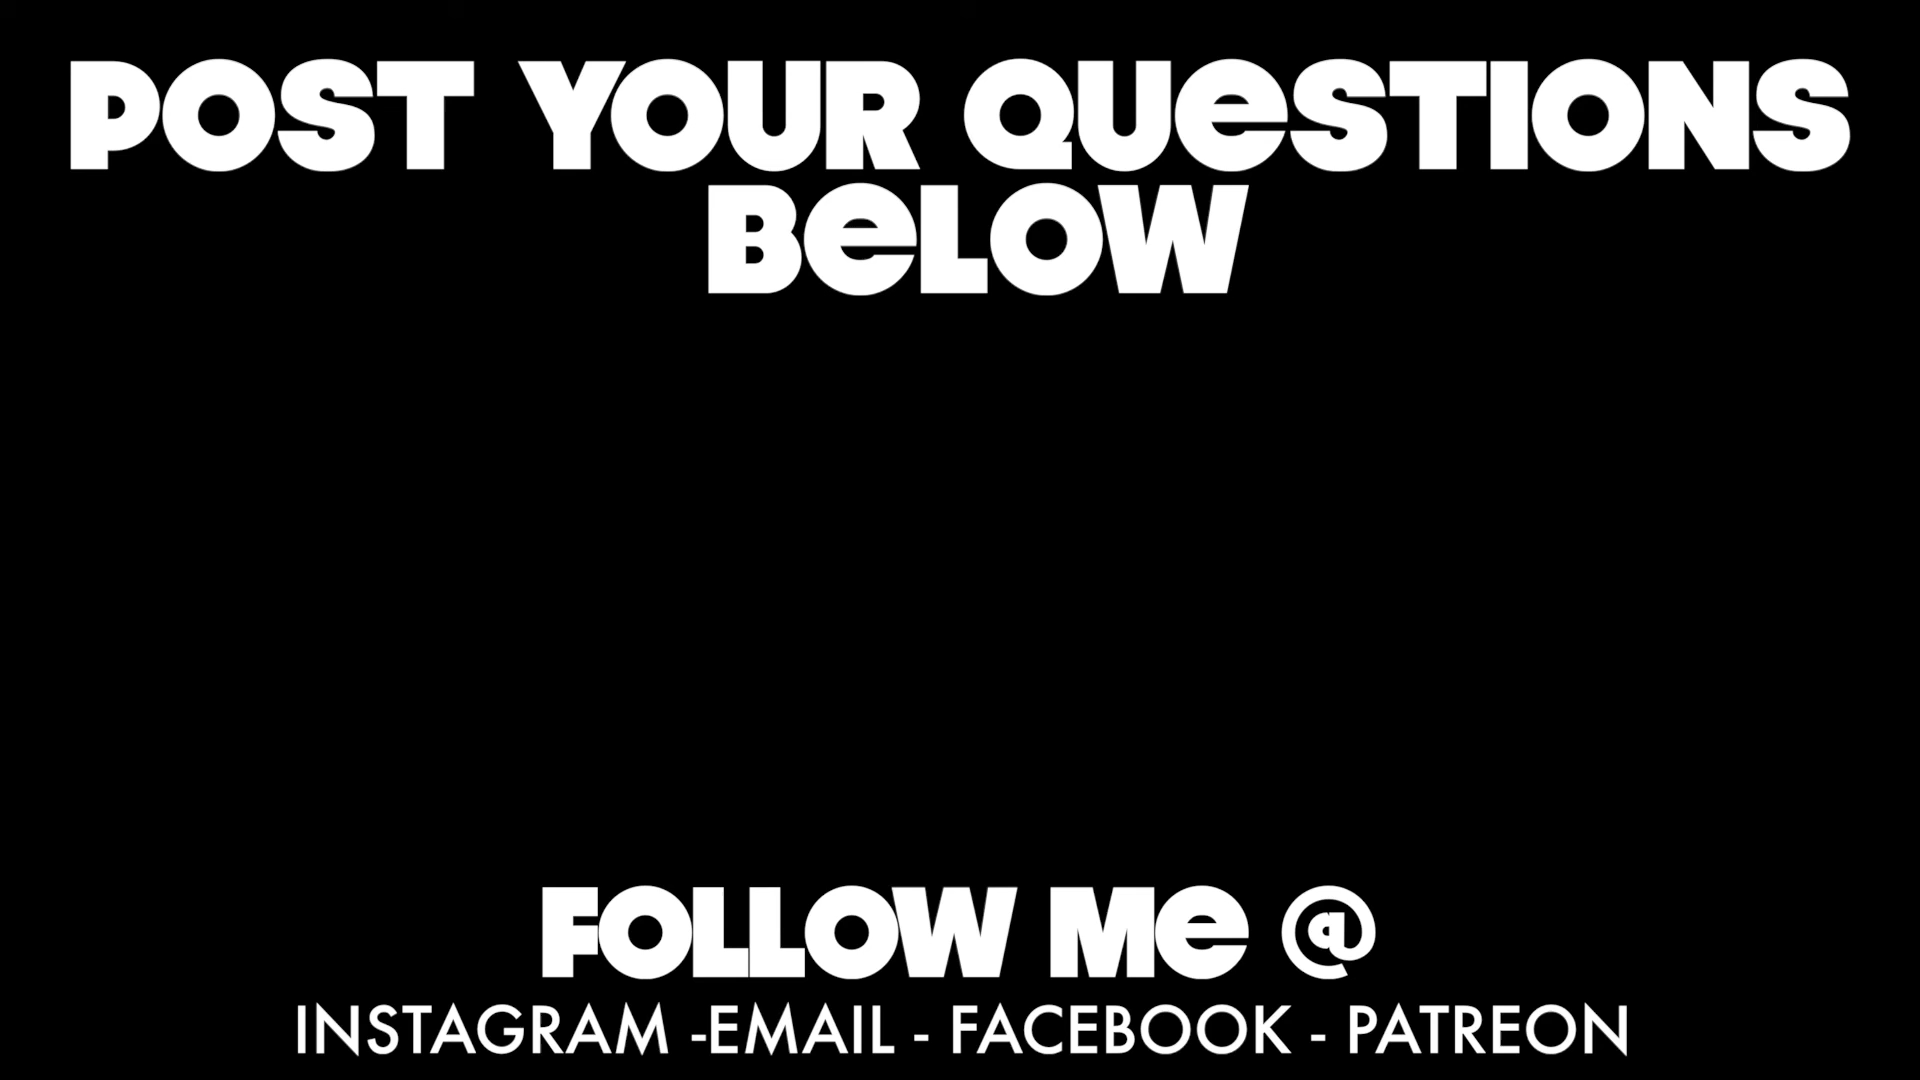 POST YOUR QUeSTIONS
BeLOW
FOLLOW Me @
INSTAGRAM -EMAIL - FACEBOOK - PATREON